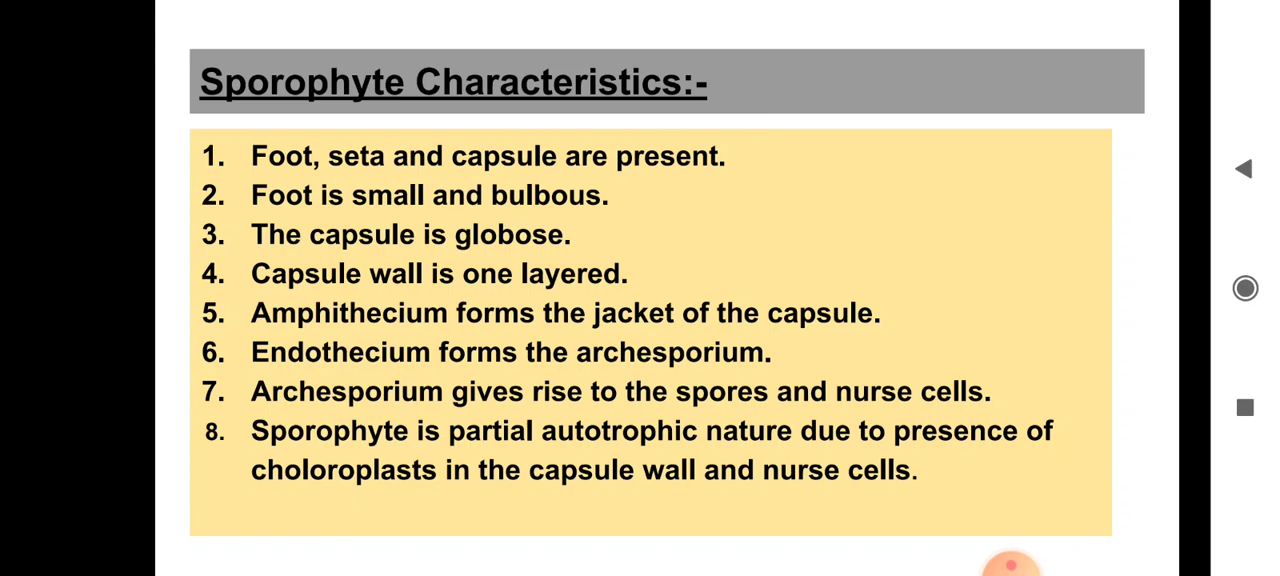 Sporophyte Characteristics:-
1. Foot, seta and capsule are present.
2. Foot is small and bulbous.
3. The capsule is globose.
4. Capsule wall is one layered.
5. Amphithecium forms the jacket of the capsule.
6. Endothecium forms the archesporium.
7. Archesporium gives rise to the spores and nurse cells.
8. Sporophyte is partial autotrophic nature due to presence of
choloroplasts in the capsule wall and nurse cells.